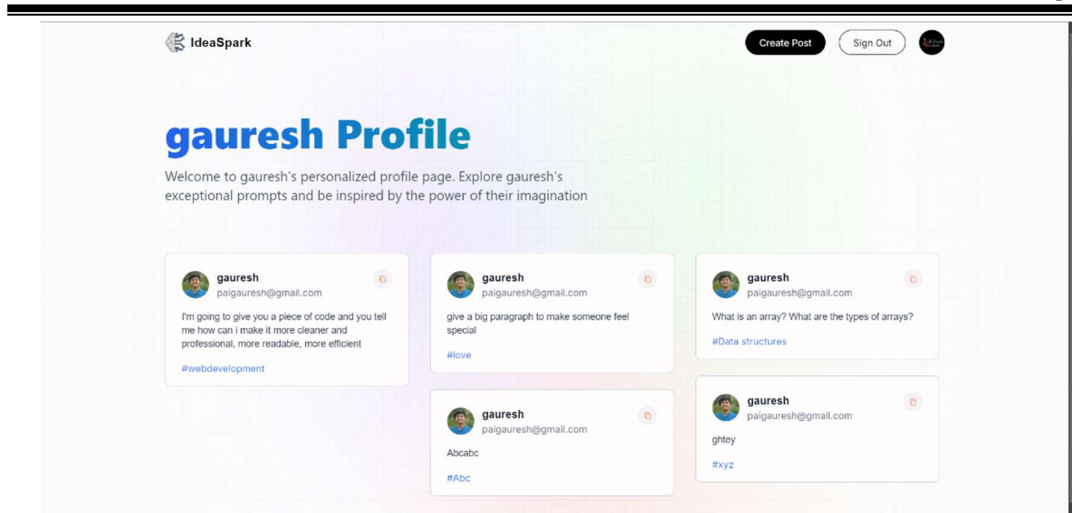 IdeaSpark
Create Post
Sign Out
gauresh Profile
Welcome to gauresh's personalized profile page. Explore gauresh's
exceptional prompts and be inspired by the power of their imagination
gauresh
paigauresh@gmail.com
I'm going to give you a piece of code and you tell
me how can i make it more cleaner and
professional, more readable, more efficient
#webdevelopment
gauresh
paigauresh@gmail.com
give a big paragraph to make someone feel
special
#love
gauresh
paigauresh@gmail.com
Abcabc
#Abc
gauresh
paigauresh@gmail.com
What is an array? What are the types of arrays?
#Data structures
gauresh
paigauresh@gmail.com
ghtey
#xyz